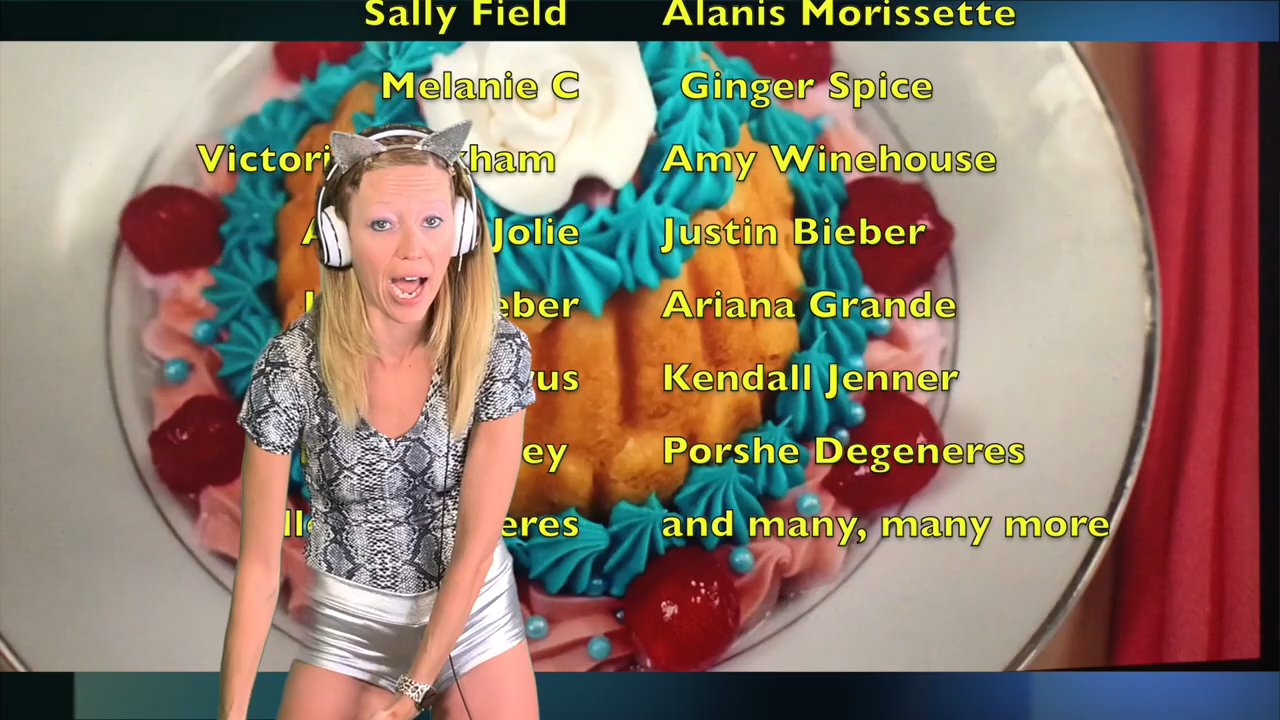 Sally Field Alanis Morissette
Melanie C Ginger Spice
Amy Winehouse
Jolie Justin Bieber
Ariana Grande
Kendall Jenner
Porshe Degeneres
and many, many more